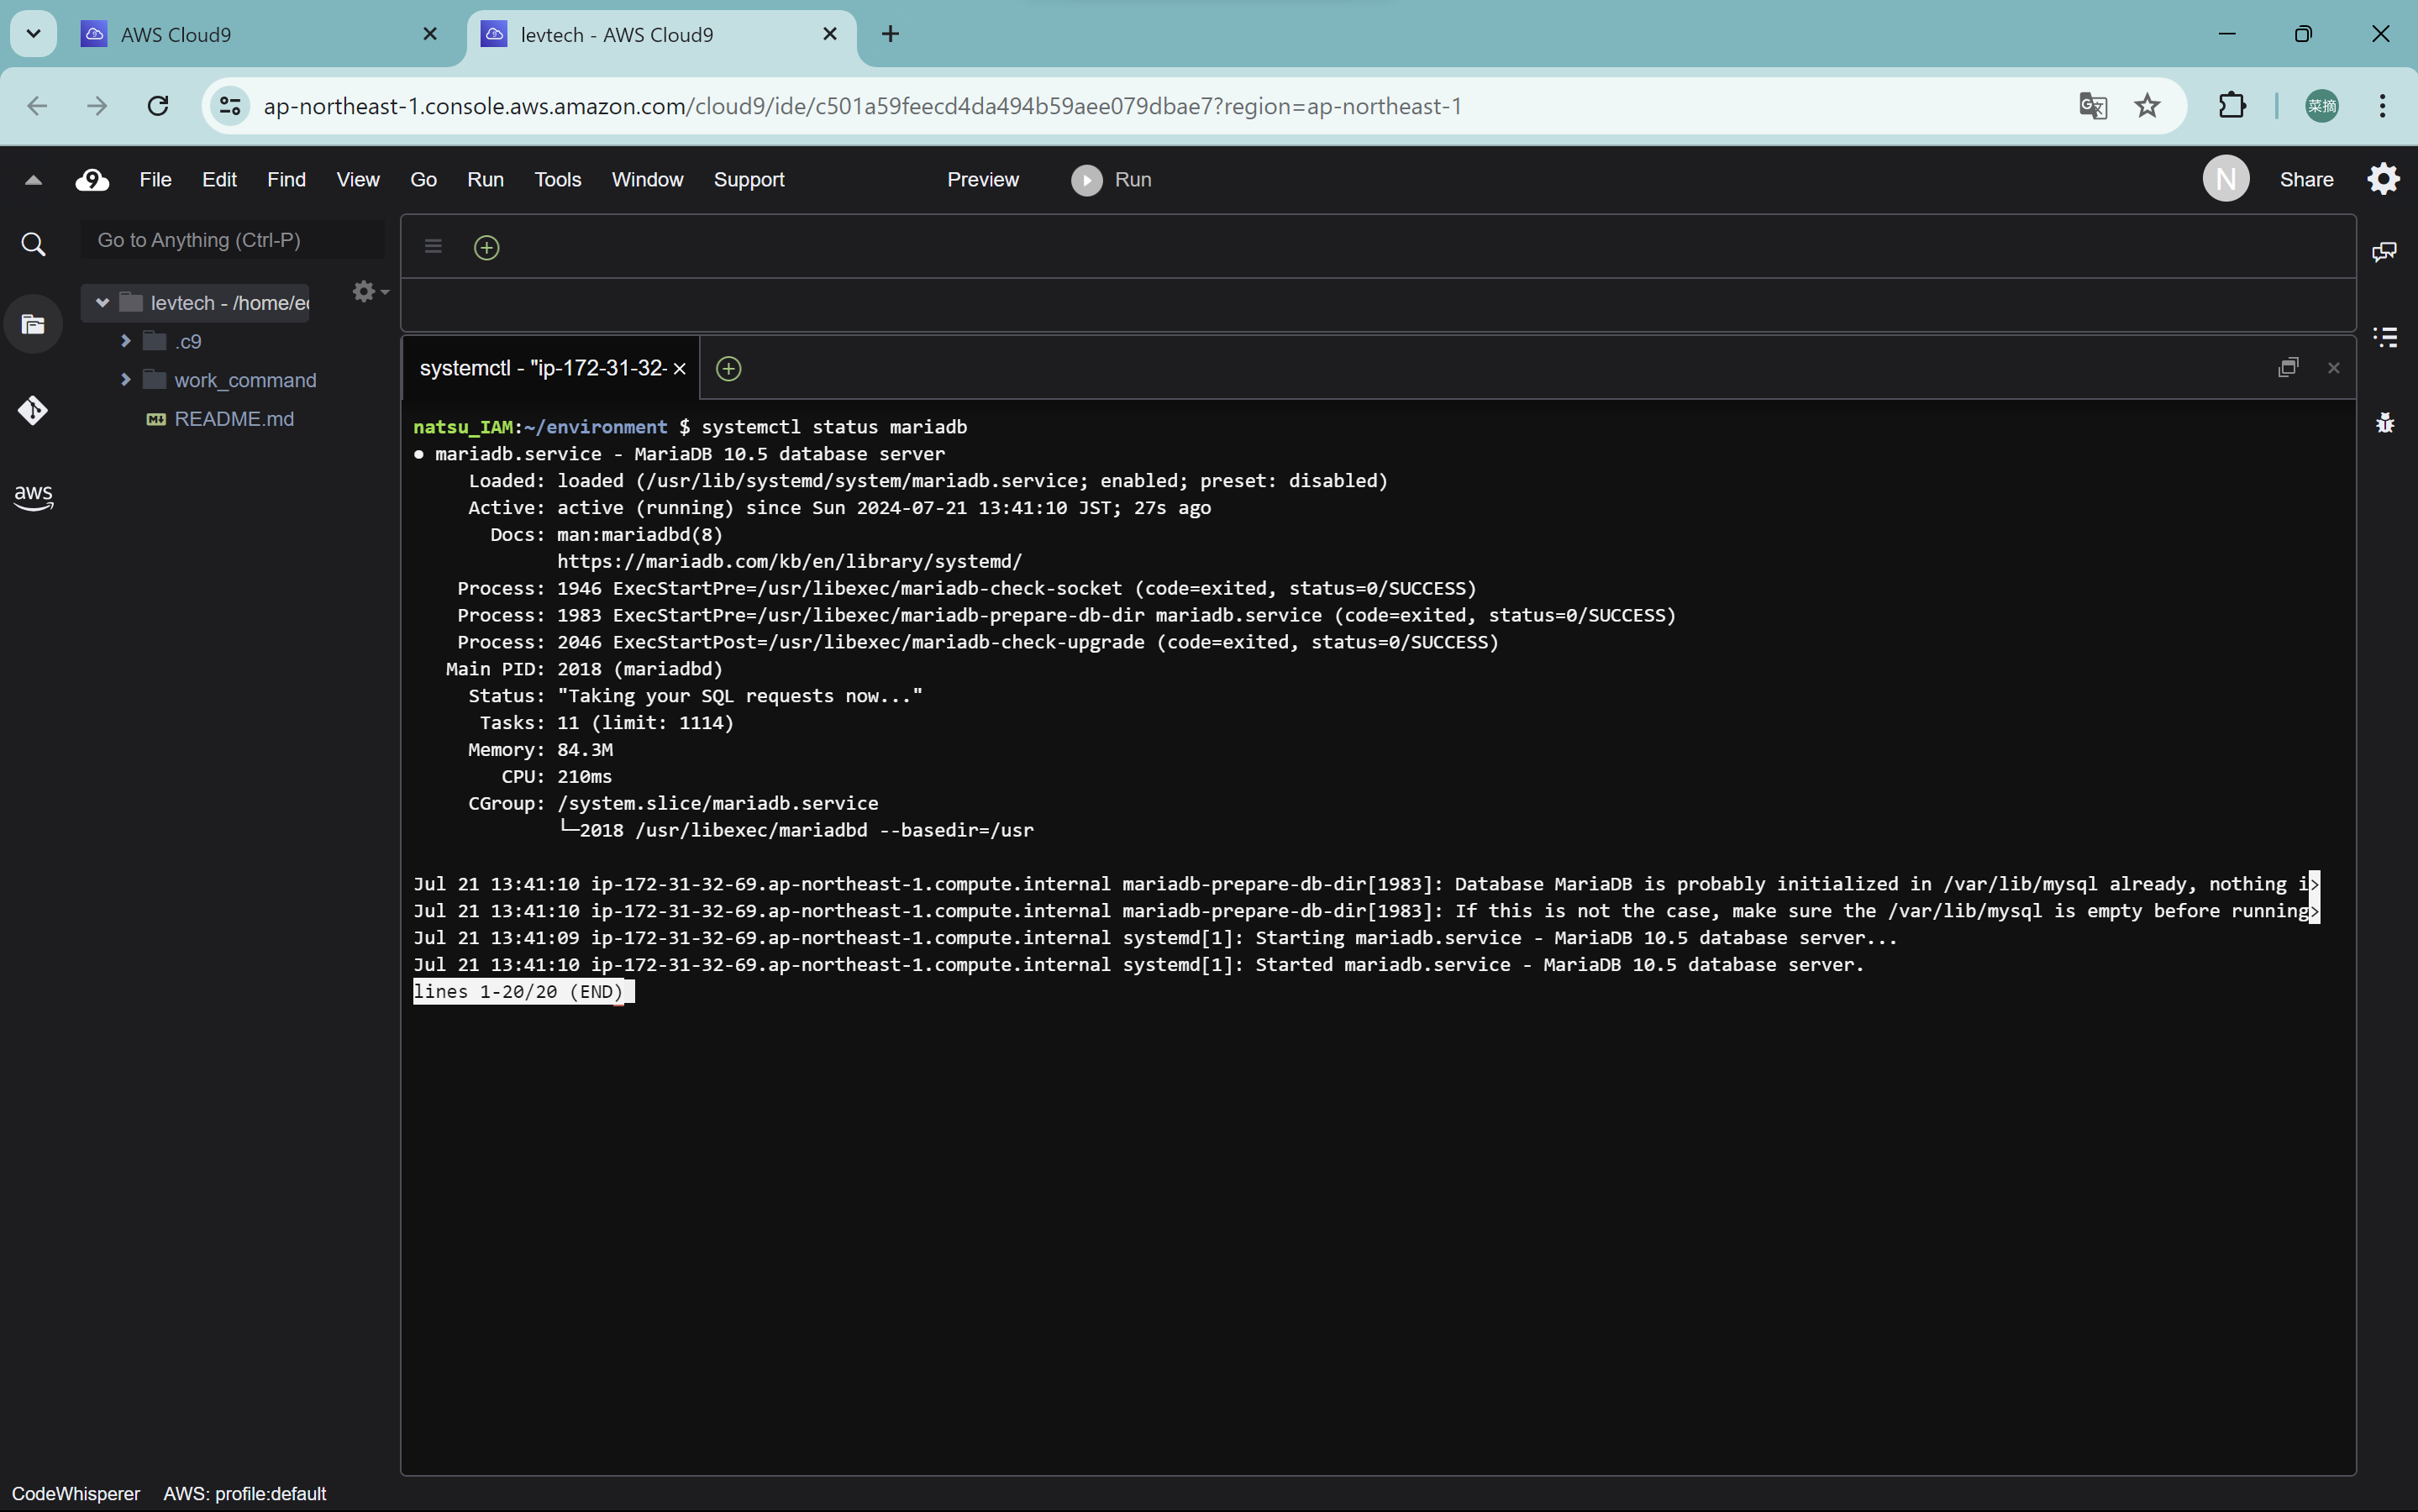 AWS Cloud9
levtech - AWS Cloud9
ap-northeast-1.console.aws.amazon.com/cloud9/ide/c501a59feecd4da494b59aee079dbae7?region=ap-northeast-1
菜摘
9 File Edit Find View Go Run Tools Window Support Preview Run N Share
Go to Anything (Ctrl-P)
levtech - /home/ec
.c9
work_command
README.md
aws
systemctl - "ip-172-31-32-
natsu_IAM:~/environment $ systemctl status mariadb
● mariadb.service - MariaDB 10.5 database server
Loaded: loaded (/usr/lib/systemd/system/mariadb.service; enabled; preset: disabled)
Active: active (running) since Sun 2024-07-21 13:41:10 JST; 27s ago
Docs: man:mariadbd(8)
https://mariadb.com/kb/en/library/systemd/
Process: 1946 ExecStartPre=/usr/libexec/mariadb-check-socket (code=exited, status=0/SUCCESS)
Process: 1983 ExecStartPre=/usr/libexec/mariadb-prepare-db-dir mariadb.service (code=exited, status=0/SUCCESS)
Process: 2046 ExecStartPost=/usr/libexec/mariadb-check-upgrade (code=exited, status=0/SUCCESS)
Main PID: 2018 (mariadbd)
Status: "Taking your SQL requests now..."
Tasks: 11 (limit: 1114)
Memory: 84.3M
CPU: 210ms
CGroup: /system.slice/mariadb.service
└─2018 /usr/libexec/mariadbd --basedir=/usr
Jul 21 13:41:10 ip-172-31-32-69.ap-northeast-1.compute.internal mariadb-prepare-db-dir[1983]: Database MariaDB is probably initialized in /var/lib/mysql already, nothing i>
Jul 21 13:41:10 ip-172-31-32-69.ap-northeast-1.compute.internal mariadb-prepare-db-dir[1983]: If this is not the case, make sure the /var/lib/mysql is empty before running>
Jul 21 13:41:09 ip-172-31-32-69.ap-northeast-1.compute.internal systemd[1]: Starting mariadb.service - MariaDB 10.5 database server...
Jul 21 13:41:10 ip-172-31-32-69.ap-northeast-1.compute.internal systemd[1]: Started mariadb.service - MariaDB 10.5 database server.
lines 1-20/20 (END)
CodeWhisperer AWS: profile:default